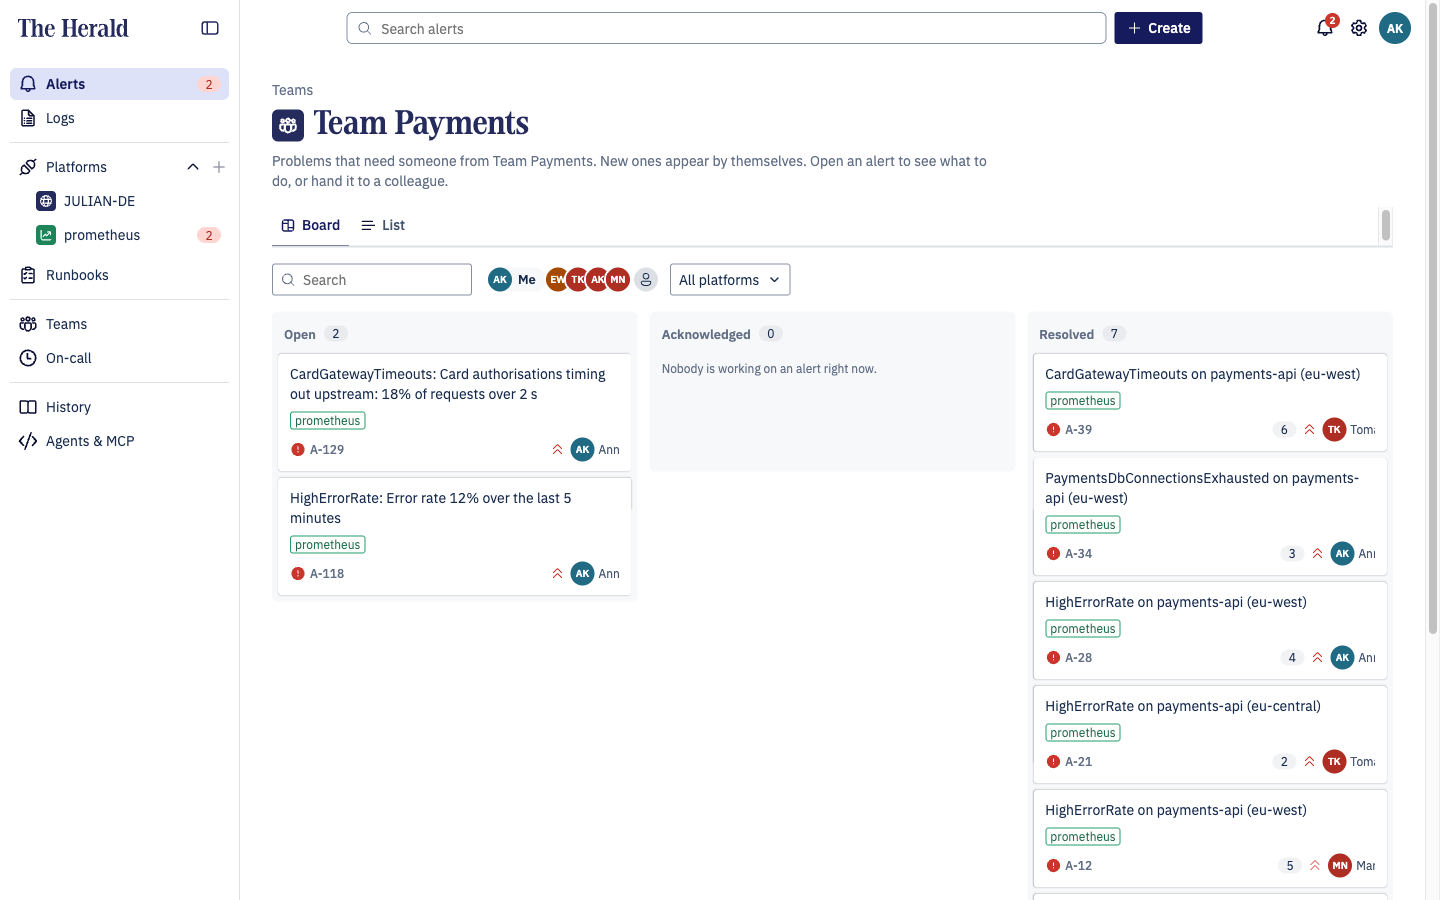 The Herald
Search alerts
Create
2
AK
Alerts
2
Logs
Platforms
JULIAN-DE
prometheus
2
Runbooks
Teams
On-call
History
Agents & MCP
Teams
Team Payments
Problems that need someone from Team Payments. New ones appear by themselves. Open an alert to see what to
do, or hand it to a colleague.
Board
List
Search
AK Me EW TK AK MN
All platforms
Open 2
CardGatewayTimeouts: Card authorisations timing
out upstream: 18% of requests over 2 s
prometheus
A-129 AK Ann
HighErrorRate: Error rate 12% over the last 5
minutes
prometheus
A-118 AK Ann
Acknowledged 0
Nobody is working on an alert right now.
Resolved 7
CardGatewayTimeouts on payments-api (eu-west)
prometheus
A-39 6 TK
PaymentsDbConnectionsExhausted on payments-
api (eu-west)
prometheus
A-34 3 AK
HighErrorRate on payments-api (eu-west)
prometheus
A-28 4 AK
HighErrorRate on payments-api (eu-central)
prometheus
A-21 2 TK
HighErrorRate on payments-api (eu-west)
prometheus
A-12 5 MN